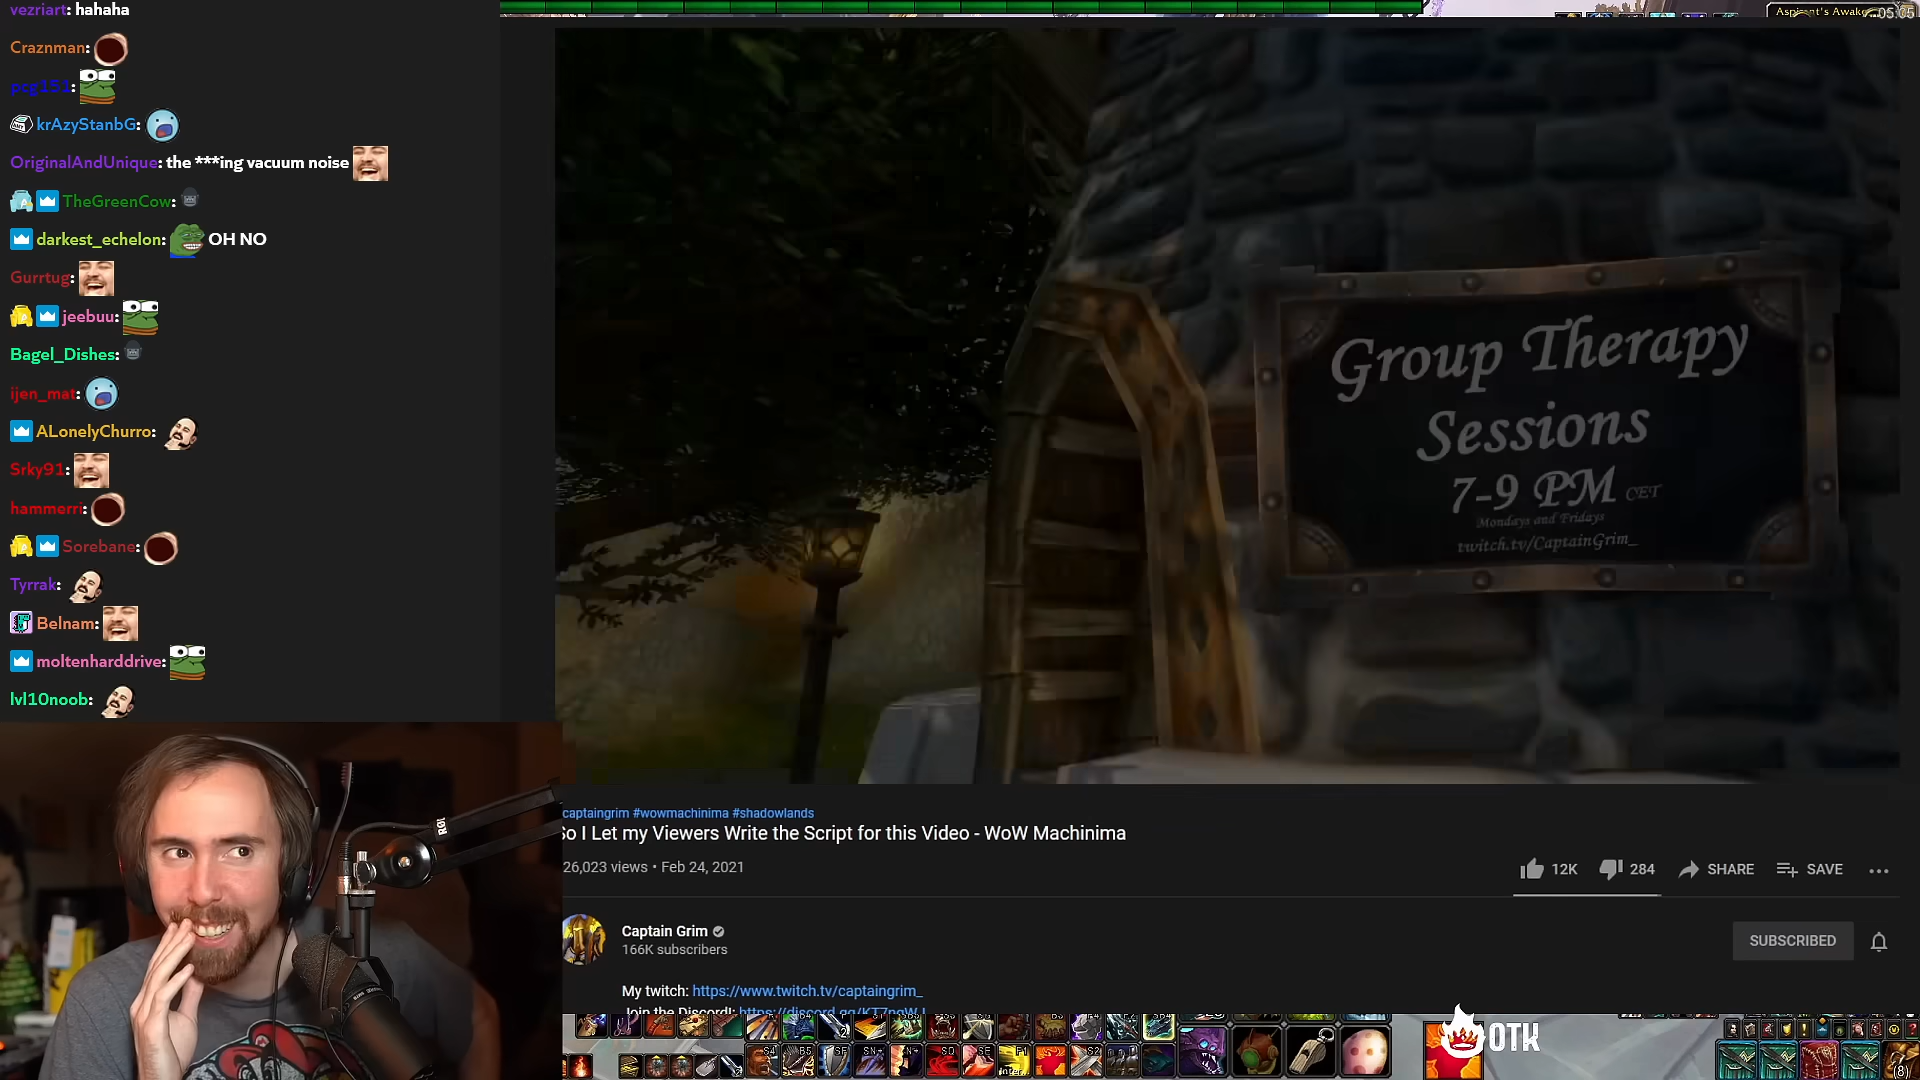 vezriart: hahaha
Craznman:
pcg151:
krAzyStanbG:
OriginalAndUnique: the ***ing vacuum noise
TheGreenCow:
darkest_echelon: OH NO
Gurrtug:
jeebuu:
Bagel_Dishes:
ijen_mat:
ALonelyChurro:
Srky91:
hammerri:
Sorebane:
Tyrrak:
Belnam:
moltenharddrive:
lvl10noob:
05:05
Group Therapy
Sessions
7-9 PM CET
Mondays and Fridays
twitch.tv/CaptainGrim_
captaingrim #wowmachinima #shadowlands
So I Let my Viewers Write the Script for this Video - WoW Machinima
26,023 views • Feb 24, 2021
12K
284
SHARE
SAVE
Captain Grim
166K subscribers
SUBSCRIBED
My twitch: https://www.twitch.tv/captaingrim_
OTK
(8)